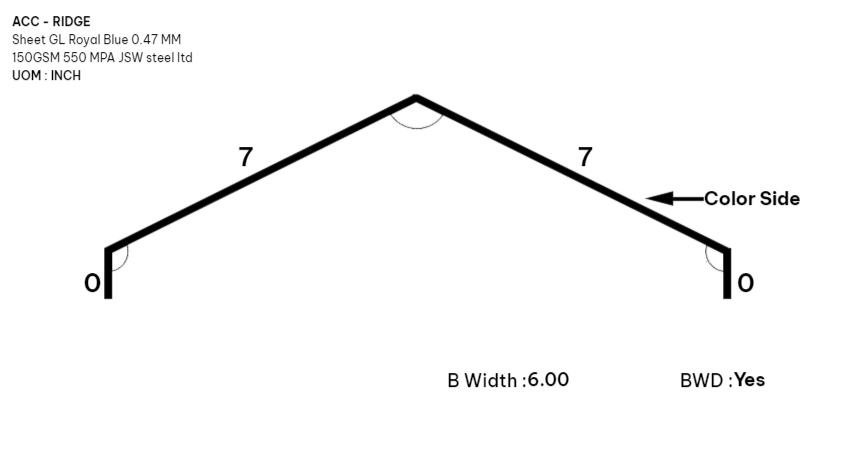 ACC - RIDGE
Sheet GL Royal Blue 0.47 MM
150GSM 550 MPA JSW steel ltd
UOM : INCH
7
7
Color Side
0
0
B Width :6.00
BWD :Yes